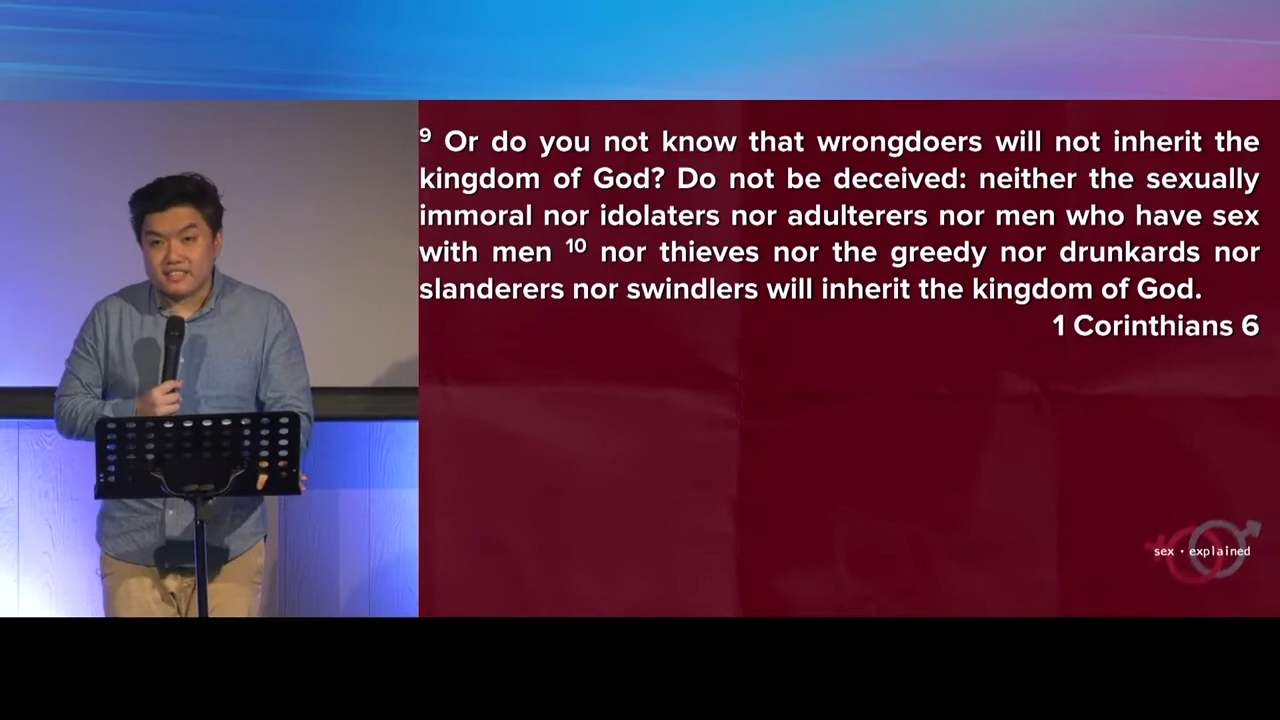 9 Or do you not know that wrongdoers will not inherit the
kingdom of God? Do not be deceived: neither the sexually
immoral nor idolaters nor adulterers nor men who have sex
with men 10 nor thieves nor the greedy nor drunkards nor
slanderers nor swindlers will inherit the kingdom of God.
1 Corinthians 6
sex · explained